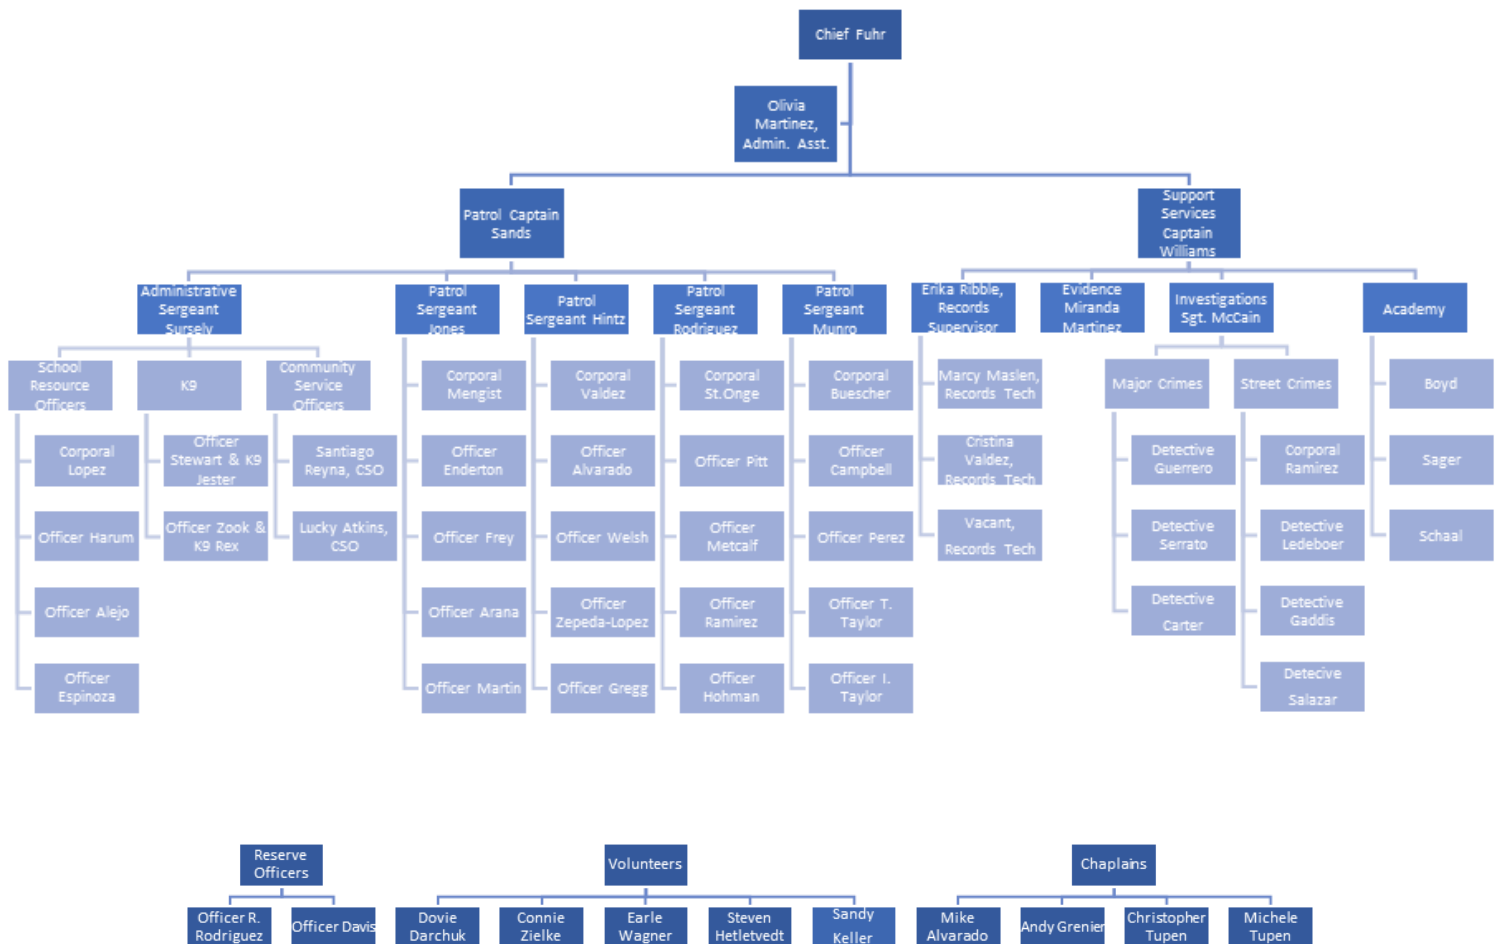 Chief Fuhr
Olivia
Martinez,
Admin. Asst.
Patrol Captain
Sands
Support
Services
Captain
Williams
Administrative
Sergeant
Sursely
Patrol
Sergeant
Jones
Patrol
Sergeant Hintz
Patrol
Sergeant
Rodriguez
Patrol
Sergeant
Munro
Erika Ribble,
Records
Supervisor
Evidence
Miranda
Martinez
Investigations
Sgt. McCain
Academy
School
Resource
Officers
K9
Community
Service
Officers
Corporal
Mengist
Corporal
Valdez
Corporal
St.Onge
Corporal
Buescher
Marcy Maslen,
Records Tech
Major Crimes
Street Crimes
Boyd
Corporal
Lopez
Officer
Stewart & K9
Jester
Santiago
Reyna, CSO
Officer
Enderton
Officer
Alvarado
Officer Pitt
Officer
Campbell
Cristina
Valdez,
Records Tech
Detective
Guerrero
Corporal
Ramirez
Sager
Officer Harum
Officer Zook &
K9 Rex
Lucky Atkins,
CSO
Officer Frey
Officer Welsh
Officer
Metcalf
Officer Perez
Vacant,
Records Tech
Detective
Serrato
Detective
Ledeboer
Schaal
Officer Alejo
Officer Arana
Officer
Zepeda-Lopez
Officer
Ramirez
Officer T.
Taylor
Detective
Carter
Detective
Gaddis
Officer
Espinoza
Officer Martin
Officer Gregg
Officer
Hohman
Officer I.
Taylor
Detecive
Salazar
Reserve
Officers
Volunteers
Chaplains
Officer R.
Rodriguez
Officer Davis
Dovie
Darchuk
Connie
Zielke
Earle
Wagner
Steven
Hetletvedt
Sandy
Keller
Mike
Alvarado
Andy Grenier
Christopher
Tupen
Michele
Tupen